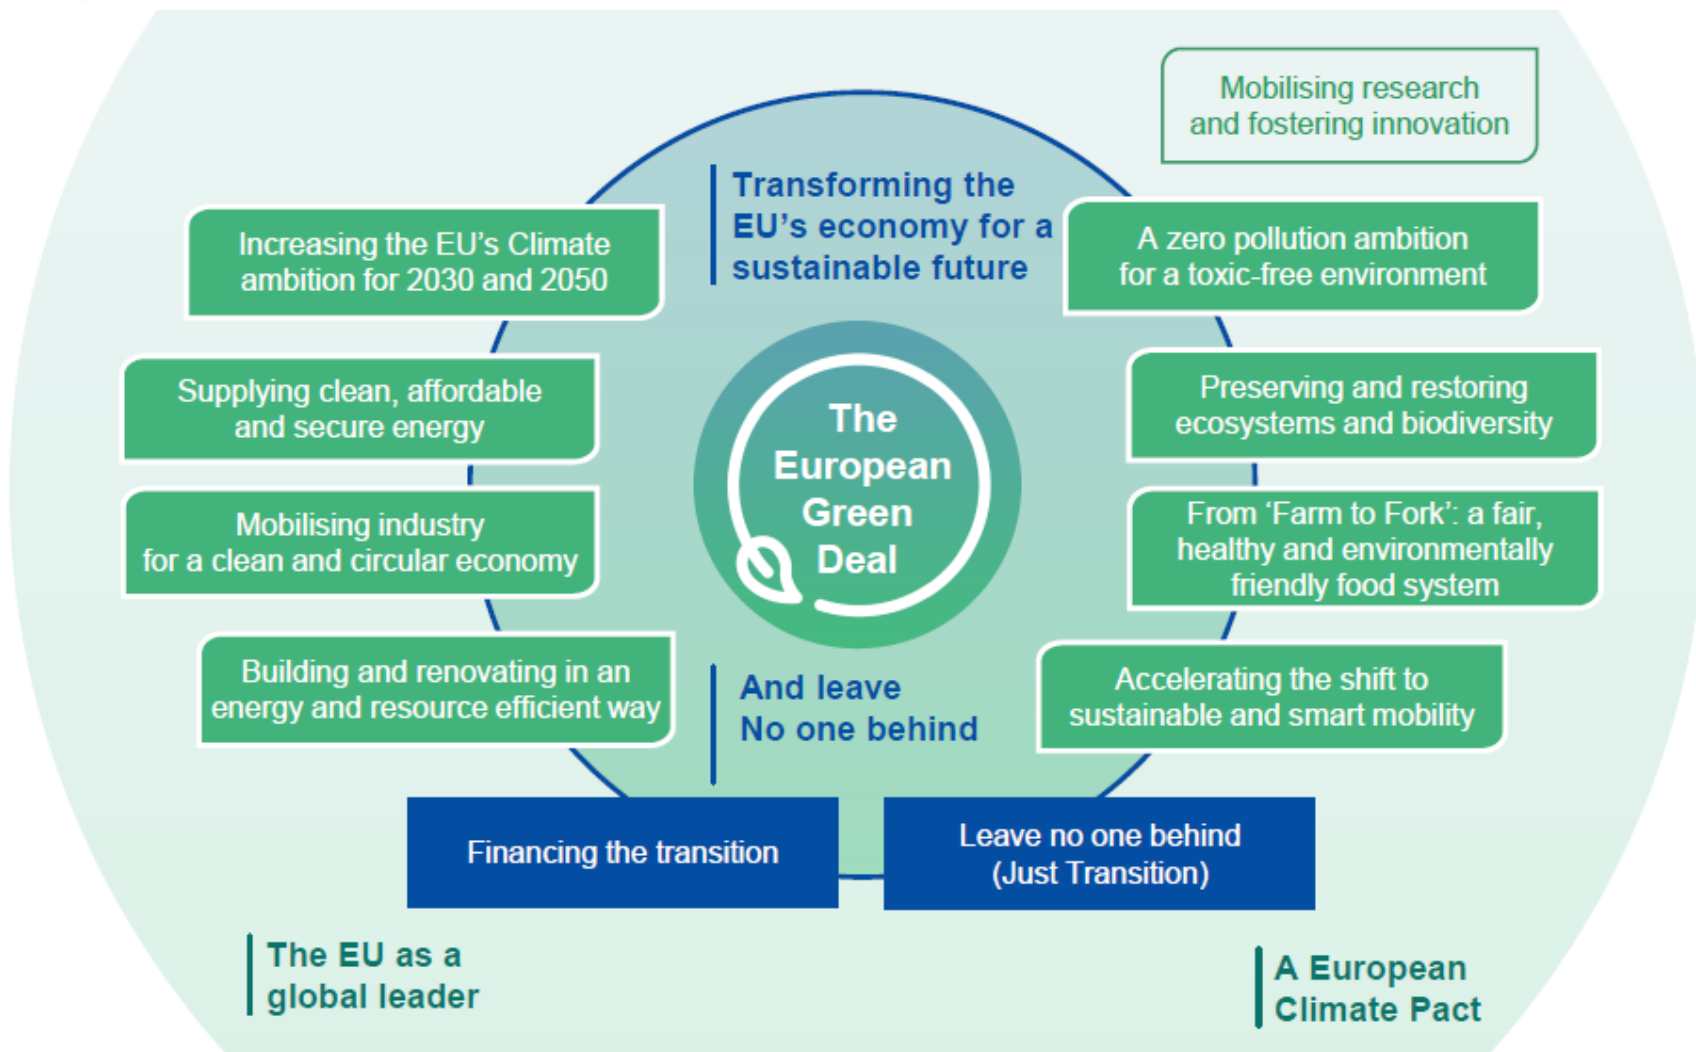 Mobilising research
and fostering innovation
Transforming the
EU’s economy for a
sustainable future
Increasing the EU’s Climate
ambition for 2030 and 2050
A zero pollution ambition
for a toxic-free environment
Supplying clean, affordable
and secure energy
Preserving and restoring
ecosystems and biodiversity
The
European
Green
Deal
Mobilising industry
for a clean and circular economy
From ‘Farm to Fork’: a fair,
healthy and environmentally
friendly food system
Building and renovating in an
energy and resource efficient way
And leave
No one behind
Accelerating the shift to
sustainable and smart mobility
Financing the transition
Leave no one behind
(Just Transition)
The EU as a
global leader
A European
Climate Pact